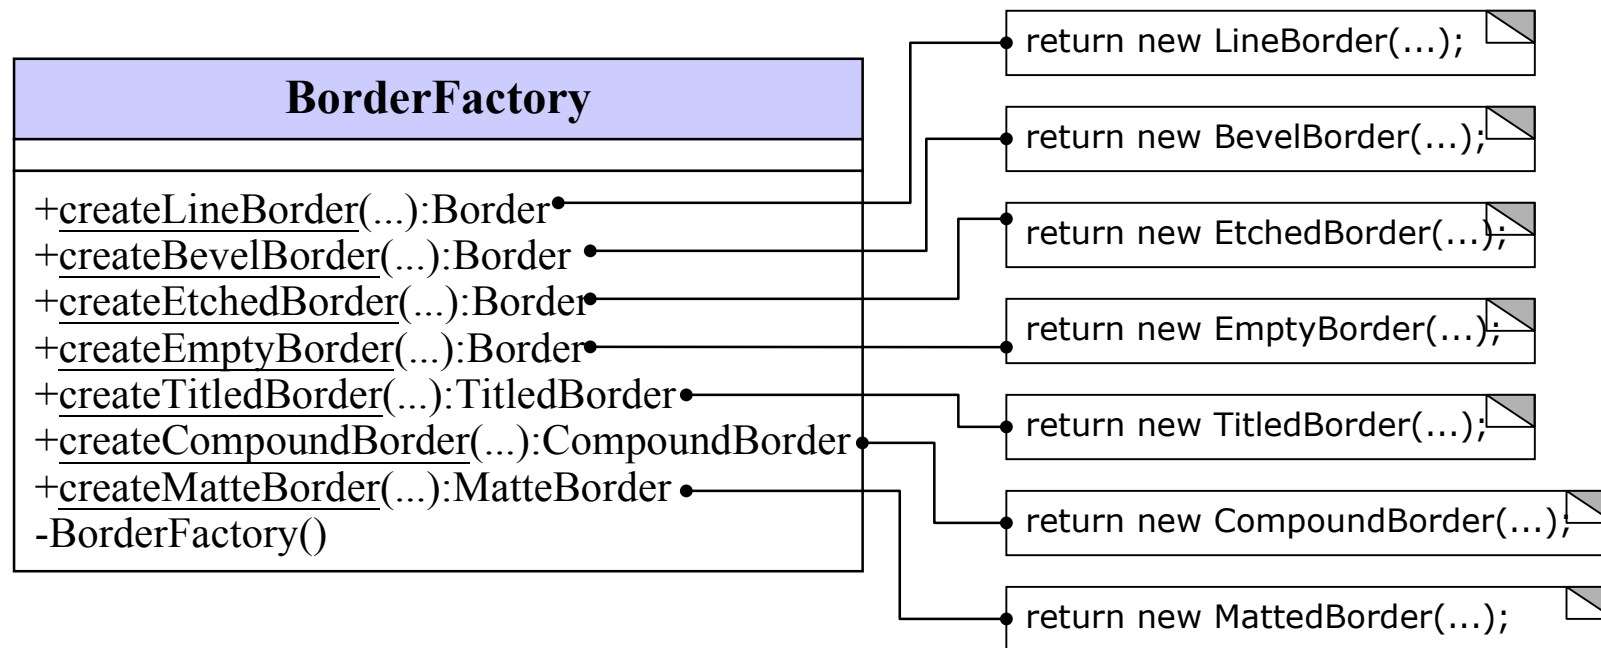 BorderFactory
+createLineBorder(...):Border
+createBevelBorder(...):Border
+createEtchedBorder(...):Border
+createEmptyBorder(...):Border
+createTitledBorder(...):TitledBorder
+createCompoundBorder(...):CompoundBorder
+createMatteBorder(...):MatteBorder
-BorderFactory()
return new LineBorder(...);
return new BevelBorder(...);
return new EtchedBorder(...);
return new EmptyBorder(...);
return new TitledBorder(...);
return new CompoundBorder(...);
return new MattedBorder(...);